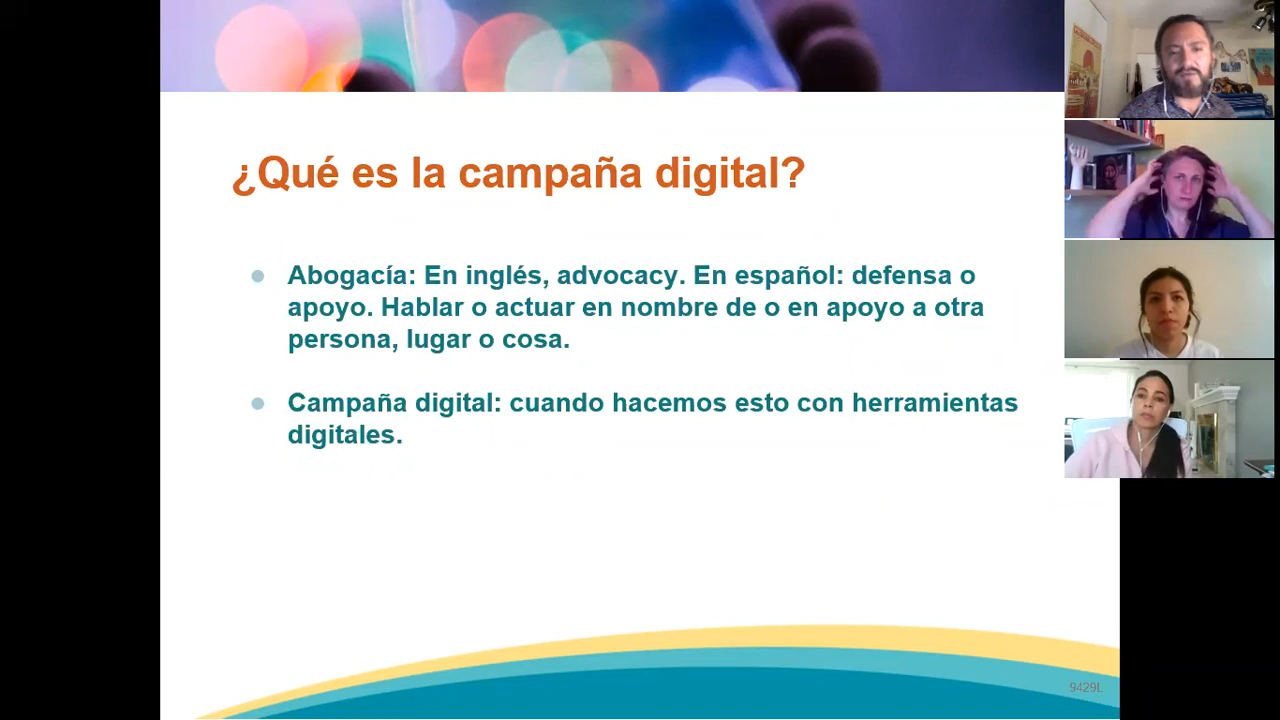 ¿Qué es la campaña digital?
Abogacía: En inglés, advocacy. En español: defensa o
apoyo. Hablar o actuar en nombre de o en apoyo a otra
persona, lugar o cosa.
Campaña digital: cuando hacemos esto con herramientas
digitales.
9429L